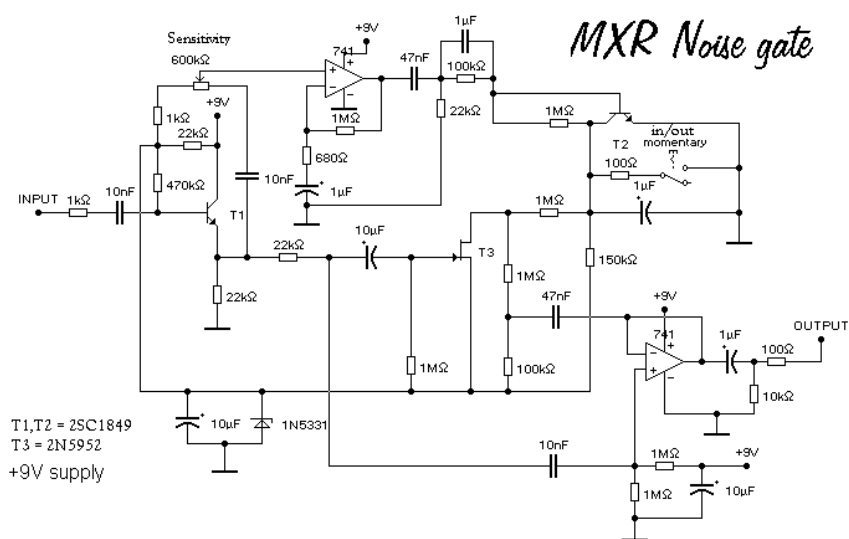 MXR Noise gate
Sensitivity
600kΩ
+9V
741
+
−
47nF
1µF
100kΩ
22kΩ
1MΩ
680Ω
1µF
1kΩ
22kΩ
+9V
470kΩ
10nF
INPUT
1kΩ
10nF
T1
22kΩ
22kΩ
10µF
T3
1MΩ
T2
in/out
momentary
100Ω
1µF
1MΩ
150kΩ
1MΩ
47nF
+9V
741
−
+
+
−
1µF
100Ω
OUTPUT
10kΩ
1MΩ
100kΩ
10µF
1N5331
10nF
1MΩ
+9V
1MΩ
10µF
T1,T2 = 2SC1849
T3 = 2N5952
+9V supply